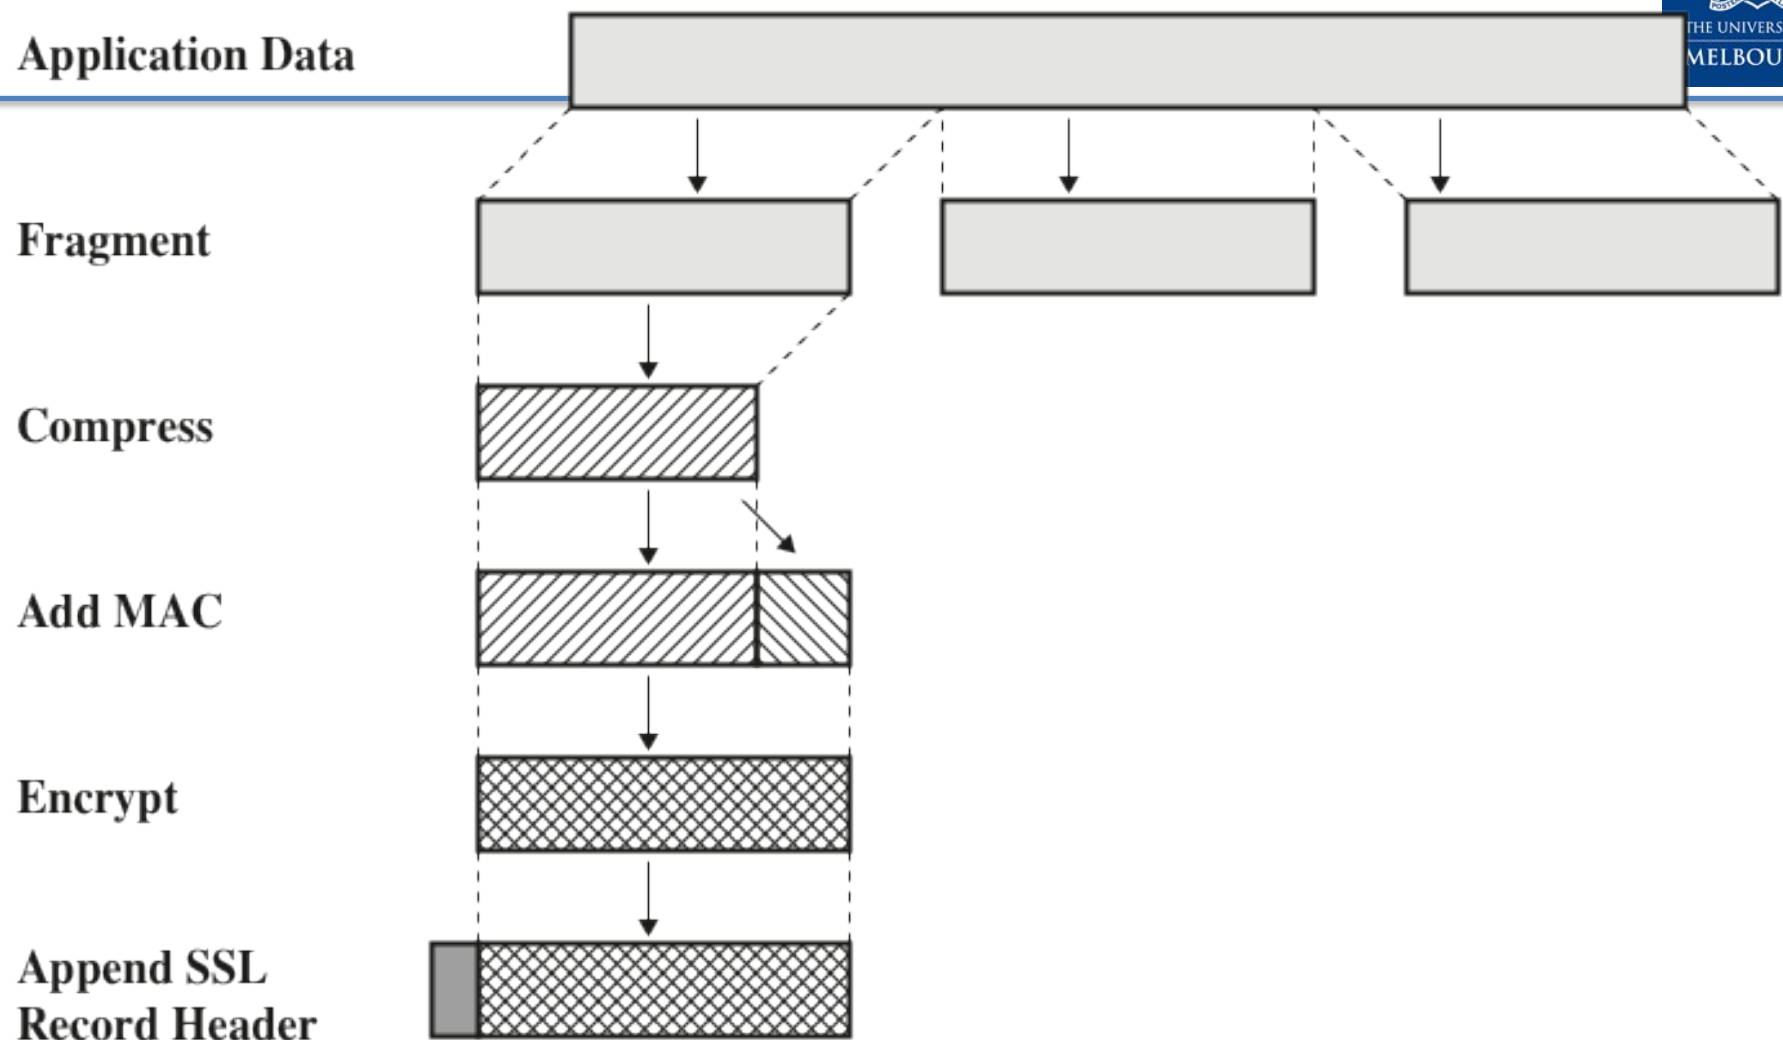 Application Data
THE UNIVERS
MELBOU
Fragment
Compress
Add MAC
Encrypt
Append SSL
Record Header